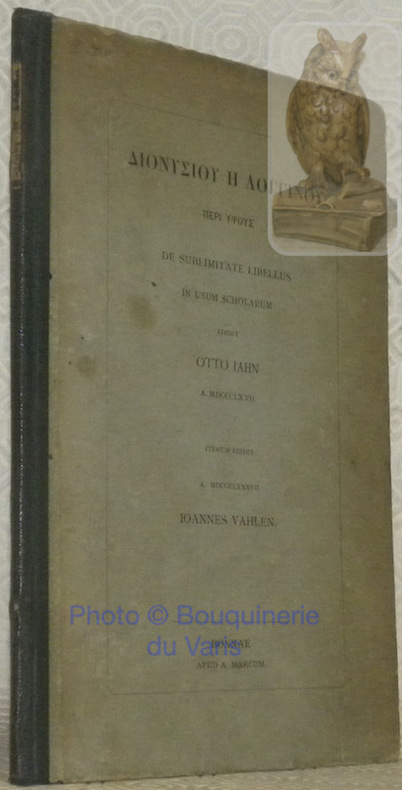 ΔΙΟΝΥΣΙΟΥ Η ΛΟΓΓΙΝΟΥ
ΠΕΡΙ ΥΨΟΥΣ
DE SUBLIMITATE LIBELLUS
IN USUM SCHOLARUM
EDIDIT
OTTO IAHN
A. MDCCCLXVII
ITERUM EDIDIT
A. MDCCCLXXXVII
IOANNES VAHLEN.
Photo © Bouquinerie
du Varis
BONNAE
APUD A. MARCUM.